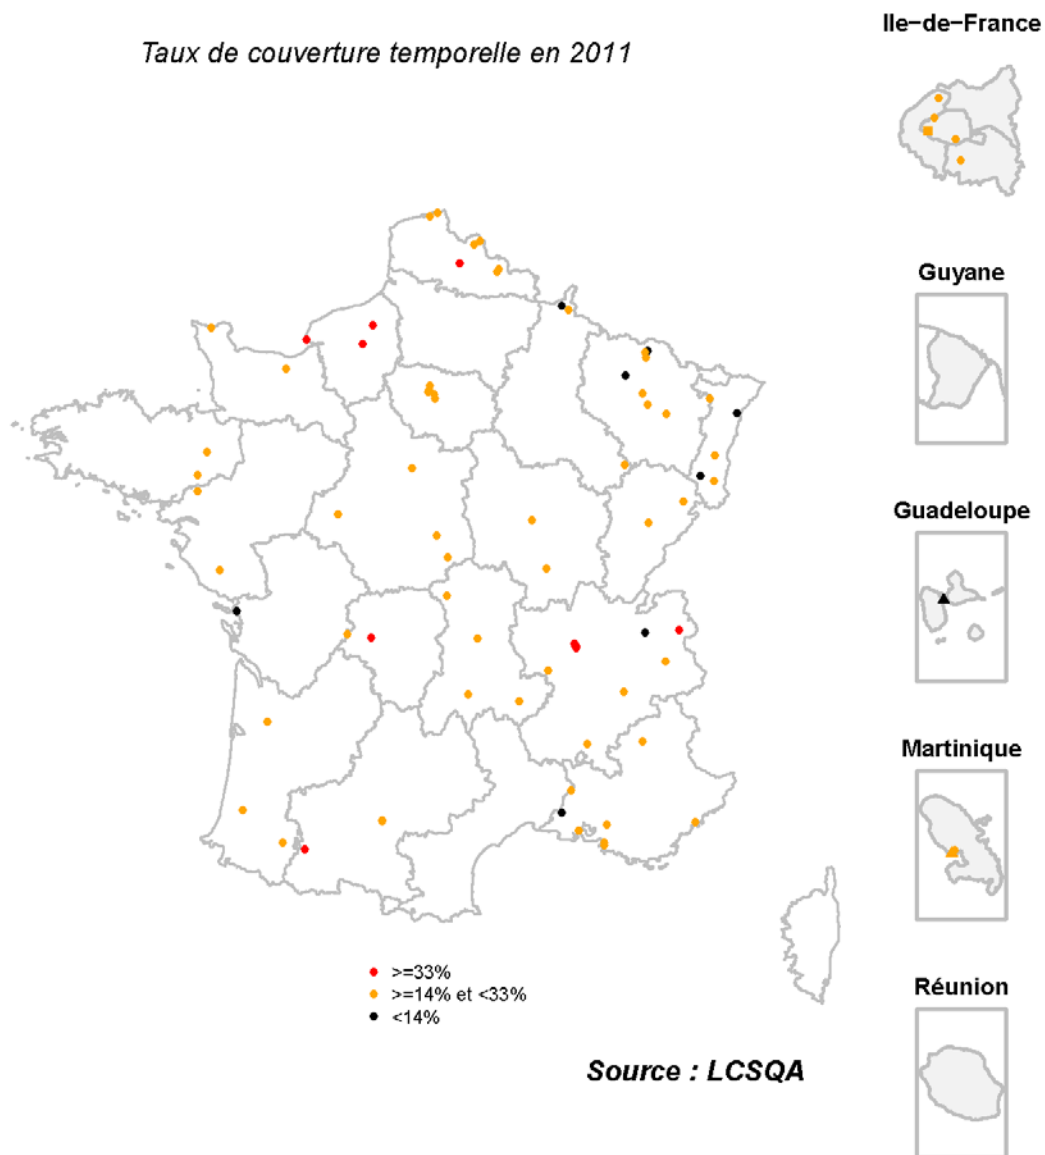 Ile−de−France
Taux de couverture temporelle en 2011
Guyane
Guadeloupe
Martinique
Réunion
>=33%
>=14% et <33%
<14%
Source : LCSQA